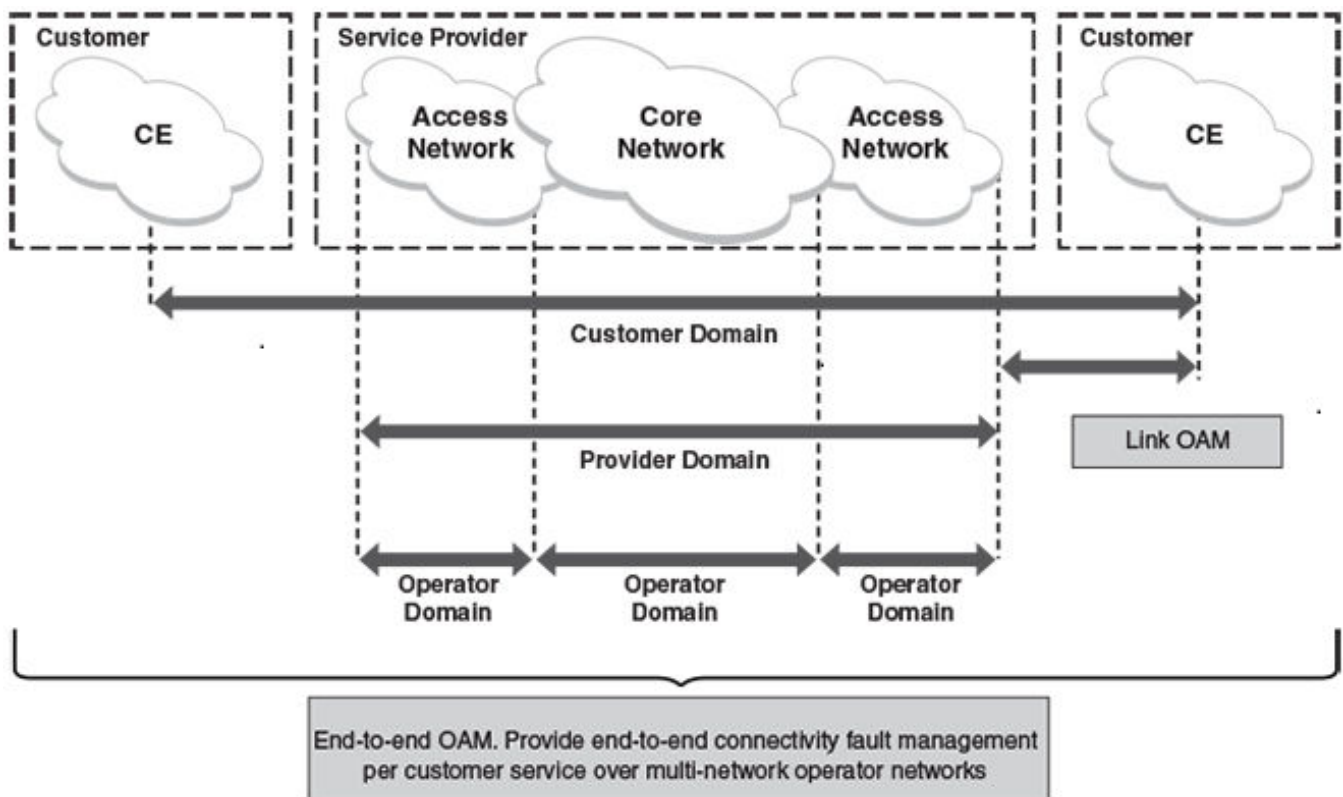 Customer
Service Provider
Customer
CE
Access
Network
Core
Network
Access
Network
CE
Customer Domain
Link OAM
Provider Domain
Operator
Domain
Operator
Domain
Operator
Domain
End-to-end OAM. Provide end-to-end connectivity fault management
per customer service over multi-network operator networks